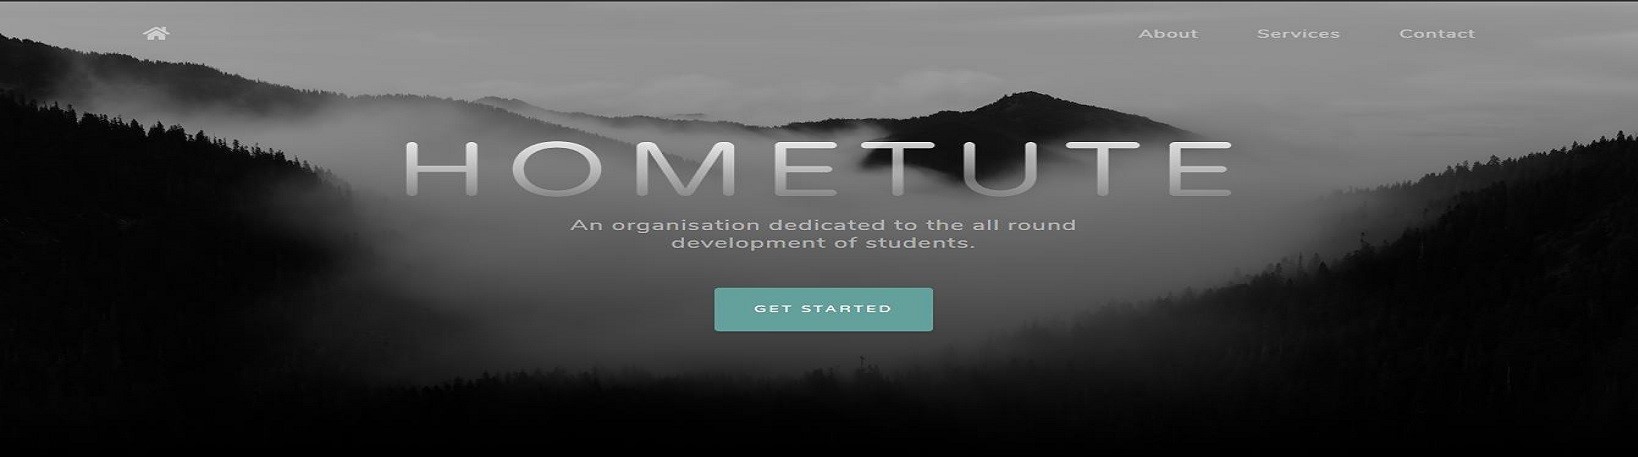 About Services Contact
HOMETUTE
An organisation dedicated to the all round
development of students.
GET STARTED